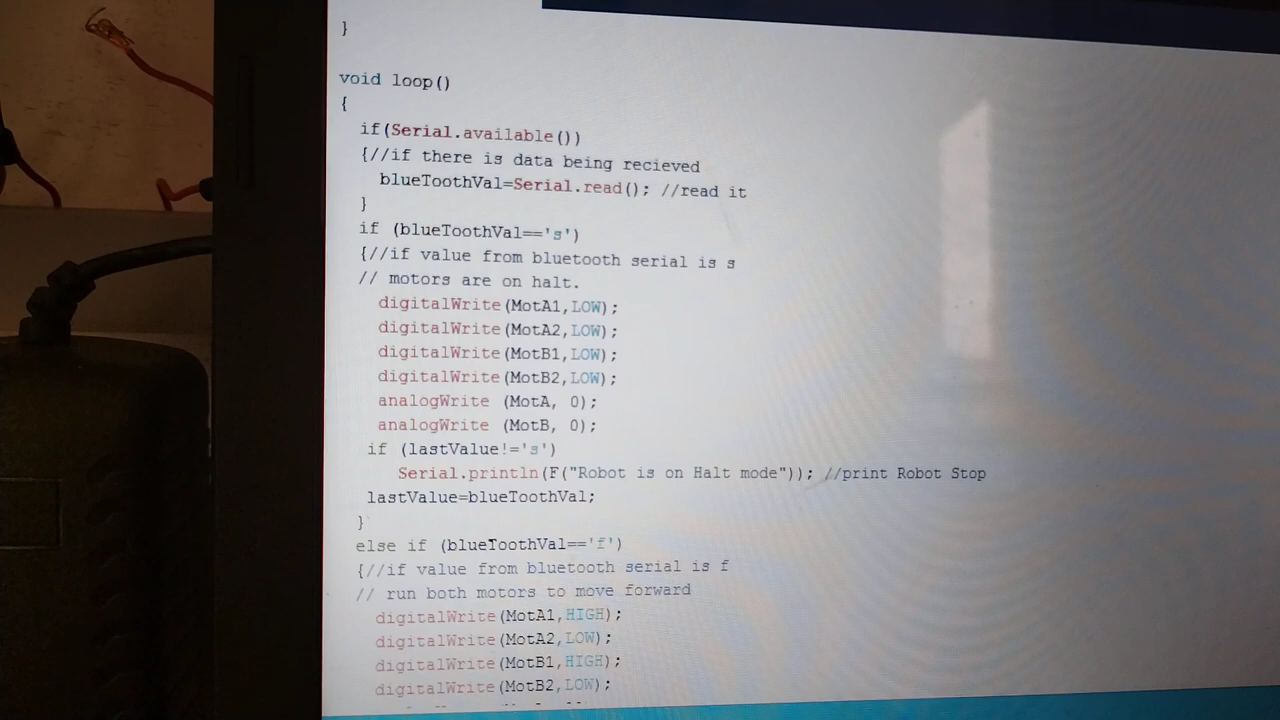 }
void loop()
{
if(Serial.available())
{//if there is data being recieved
blueToothVal=Serial.read(); //read it
}
if (blueToothVal=='s')
{//if value from bluetooth serial is s
// motors are on halt.
digitalWrite(MotA1,LOW);
digitalWrite(MotA2,LOW);
digitalWrite(MotB1,LOW);
digitalWrite(MotB2,LOW);
analogWrite (MotA, 0);
analogWrite (MotB, 0);
if (lastValue!='s')
Serial.println(F("Robot is on Halt mode")); //print Robot Stop
lastValue=blueToothVal;
}
else if (blueToothVal=='f')
{//if value from bluetooth serial is f
// run both motors to move forward
digitalWrite(MotA1,HIGH);
digitalWrite(MotA2,LOW);
digitalWrite(MotB1,HIGH);
digitalWrite(MotB2,LOW);